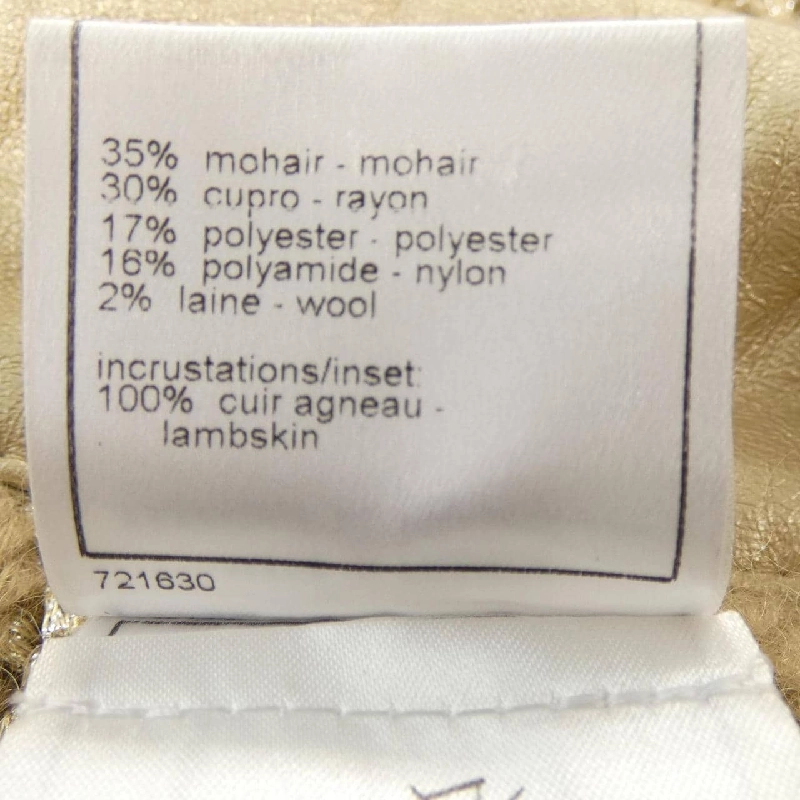 35% mohair - mohair
30% cupro - rayon
17% polyester - polyester
16% polyamide - nylon
2% laine - wool
incrustations/inset:
100% cuir agneau -
lambskin
721630